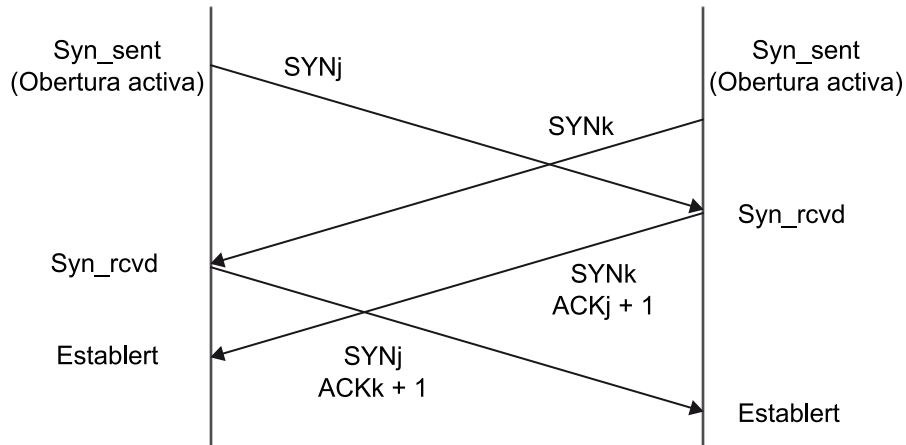 Syn_sent
(Obertura activa)
SYNj
Syn_sent
(Obertura activa)
SYNk
Syn_rcvd
Syn_rcvd
SYNk
ACKj + 1
Establert
SYNj
ACKk + 1
Establert